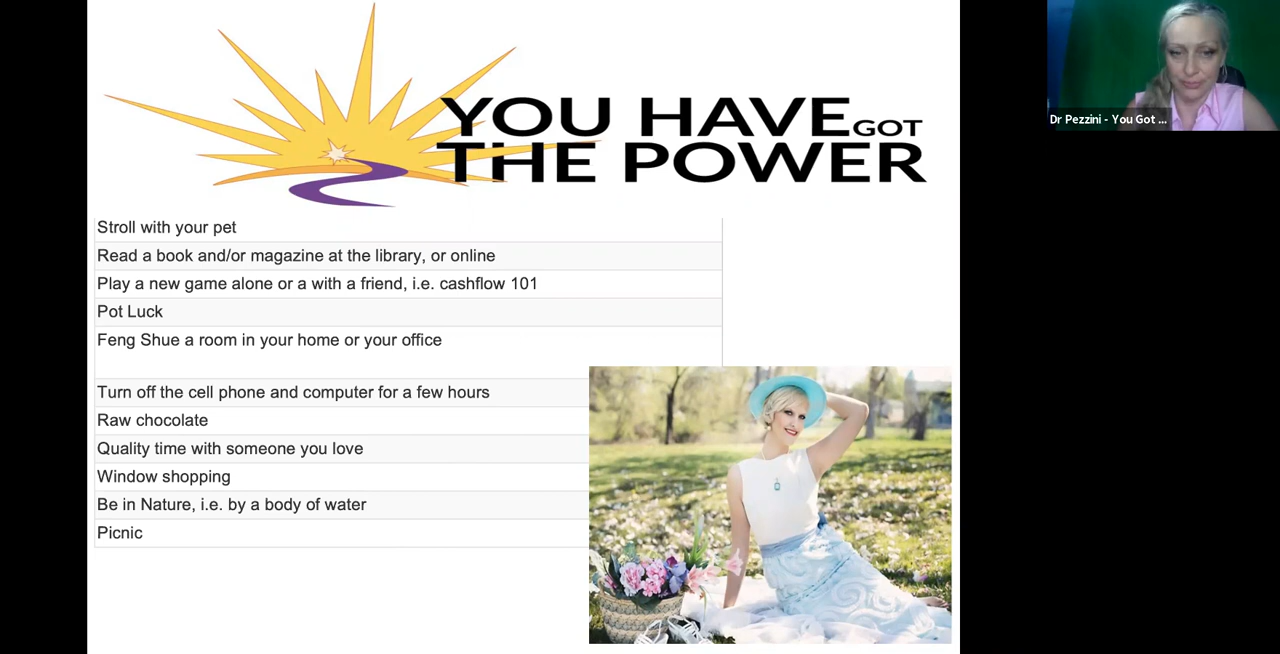 YOU HAVE GOT
THE POWER
Dr Pezzini - You Got ...
Stroll with your pet
Read a book and/or magazine at the library, or online
Play a new game alone or a with a friend, i.e. cashflow 101
Pot Luck
Feng Shue a room in your home or your office
Turn off the cell phone and computer for a few hours
Raw chocolate
Quality time with someone you love
Window shopping
Be in Nature, i.e. by a body of water
Picnic